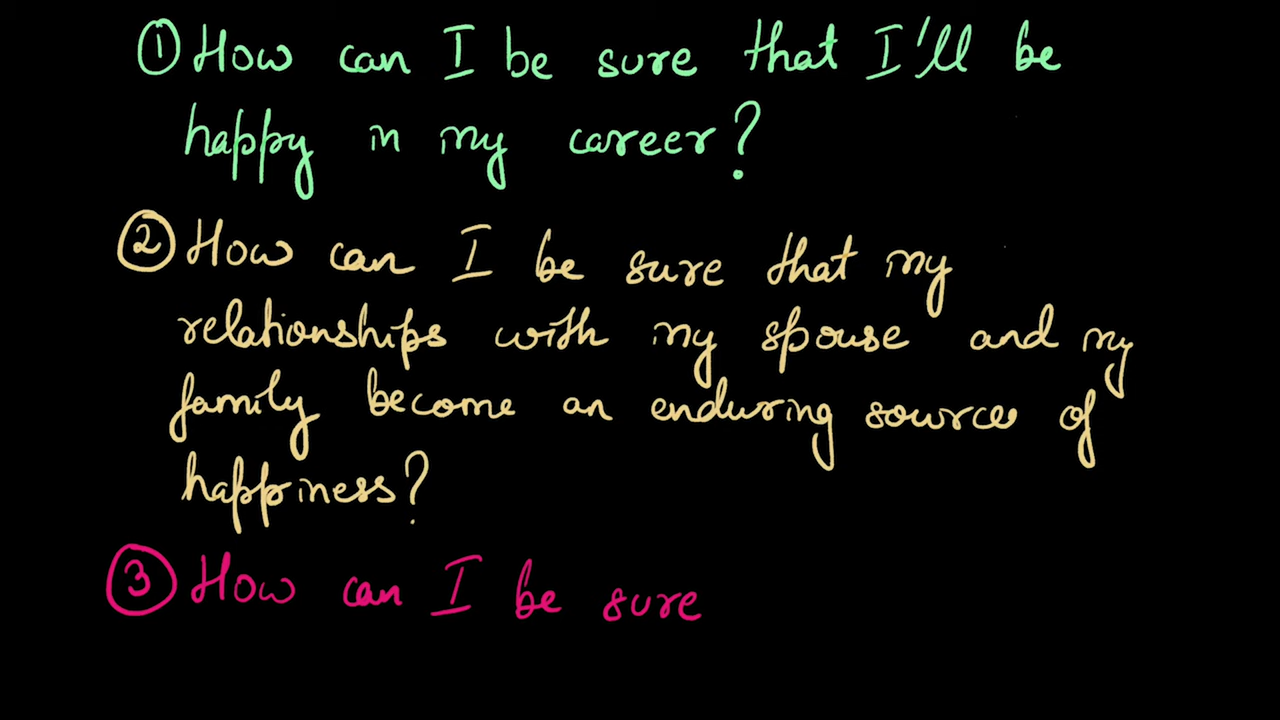 ① How can I be sure that I'll be
happy in my career?
② How can I be sure that my
relationships with my spouse and my
family become an enduring source of
happiness?
③ How can I be sure